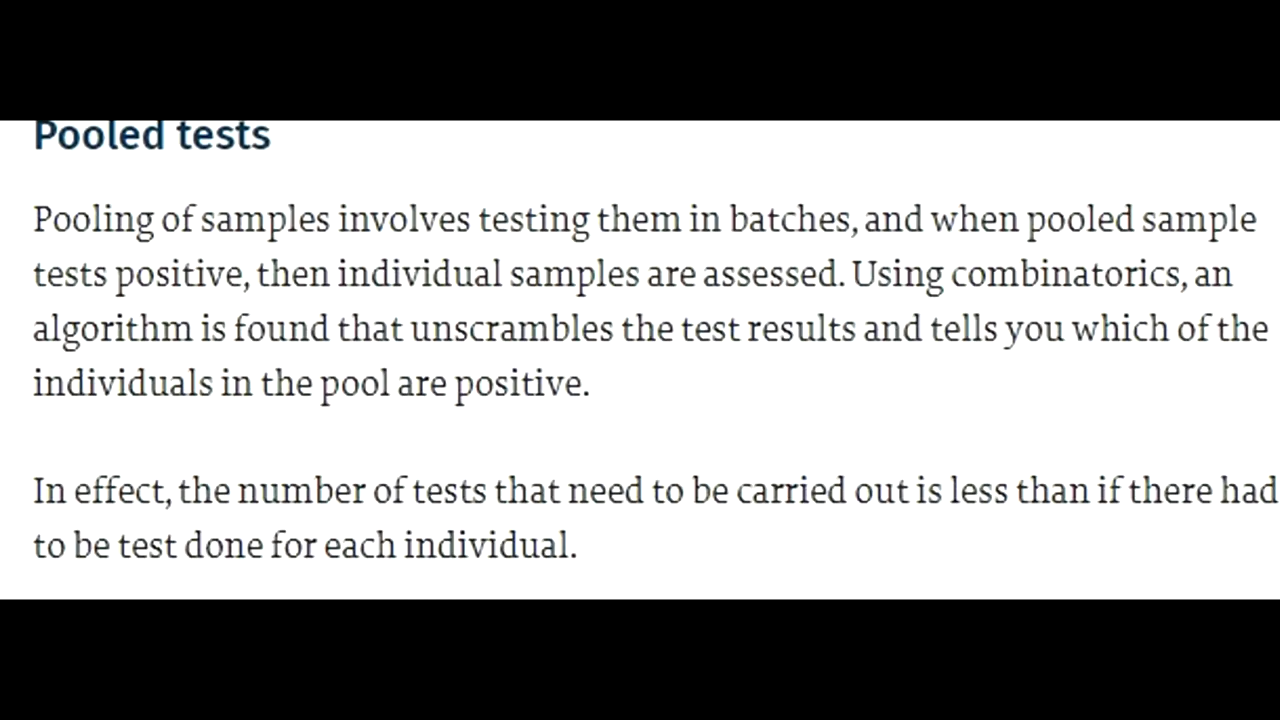 Pooled tests
Pooling of samples involves testing them in batches, and when pooled sample
tests positive, then individual samples are assessed. Using combinatorics, an
algorithm is found that unscrambles the test results and tells you which of the
individuals in the pool are positive.
In effect, the number of tests that need to be carried out is less than if there had
to be test done for each individual.